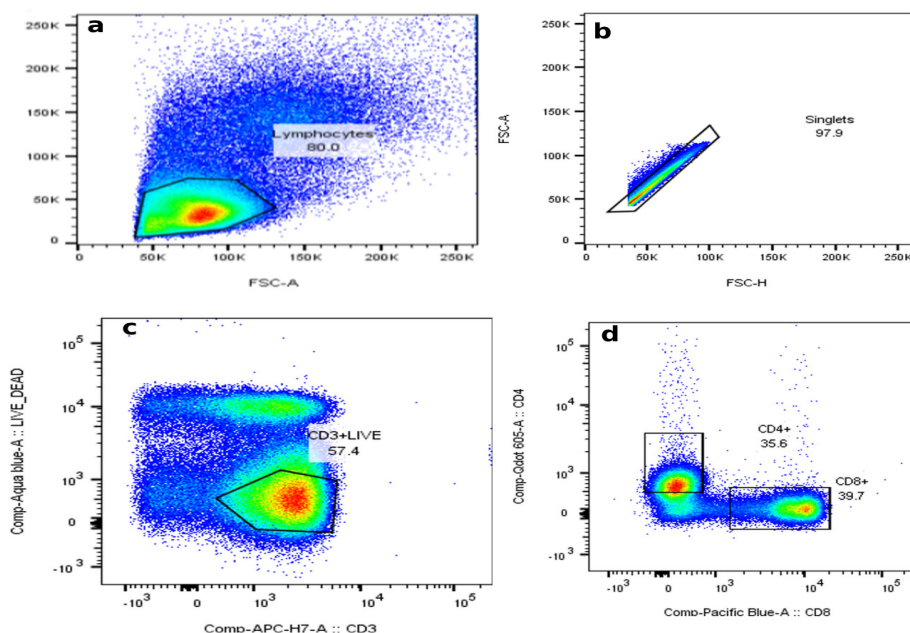 a
250K
200K
150K
100K
50K
0
Lymphocytes
80.0
0 50K 100K 150K 200K 250K
FSC-A
b
FSC-A
250K
200K
150K
100K
50K
0
Singlets
97.9
0 50K 100K 150K 200K 250K
FSC-H
c
Comp-Aqua blue-A :: LIVE_DEAD
10^5
10^4
10^3
0
-10^3
CD3+LIVE
57.4
-10^3 0 10^3 10^4 10^5
Comp-APC-H7-A :: CD3
d
Comp-Qdot 605-A :: CD4
10^5
10^4
10^3
0
-10^3
CD4+
35.6
CD8+
39.7
-10^3 0 10^3 10^4 10^5
Comp-Pacific Blue-A :: CD8